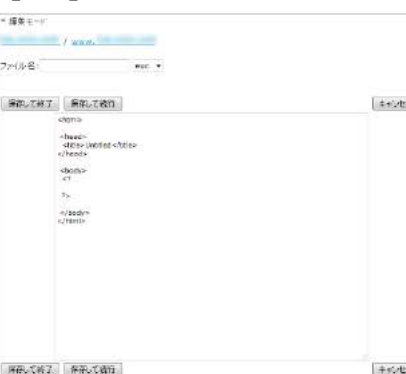 * 編集モード
/ www.
ファイル名: euc
保存して終了 保存して続行 キャンセ
<html>
<head>
<title> Untitled </title>
</head>
<body>
<?
?>
</body>
</html>
保存して終了 保存して続行 キャンセ